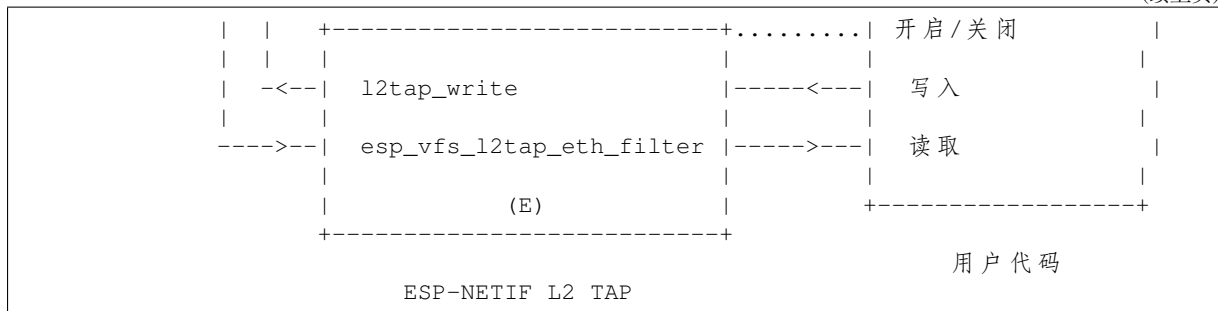 | | +---------------------------+.........| 开启/关闭 |
| | | | | |
| -<--| l2tap_write |-----<---| 写入 |
| | | | |
---->--| esp_vfs_l2tap_eth_filter |----->---| 读取 |
| | | |
| (E) | +------------------+
+---------------------------+
用户代码
ESP-NETIF L2 TAP